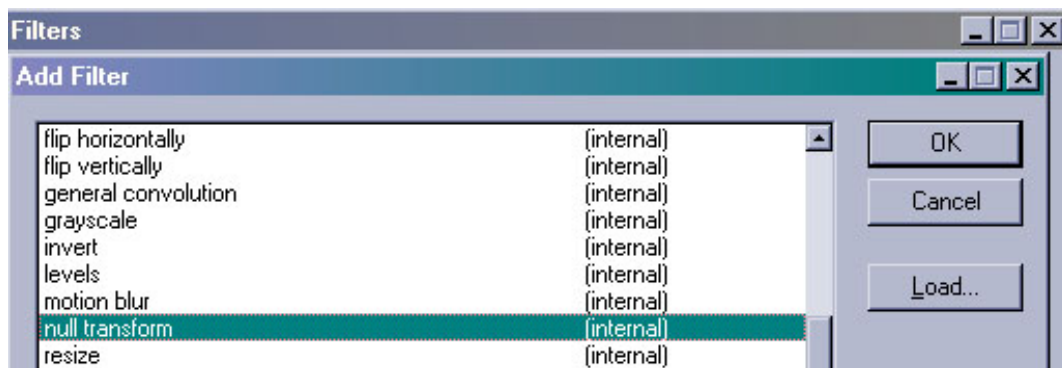 Filters
Add Filter
flip horizontally (internal)
flip vertically (internal)
general convolution (internal)
grayscale (internal)
invert (internal)
levels (internal)
motion blur (internal)
null transform (internal)
resize (internal)
OK
Cancel
Load...